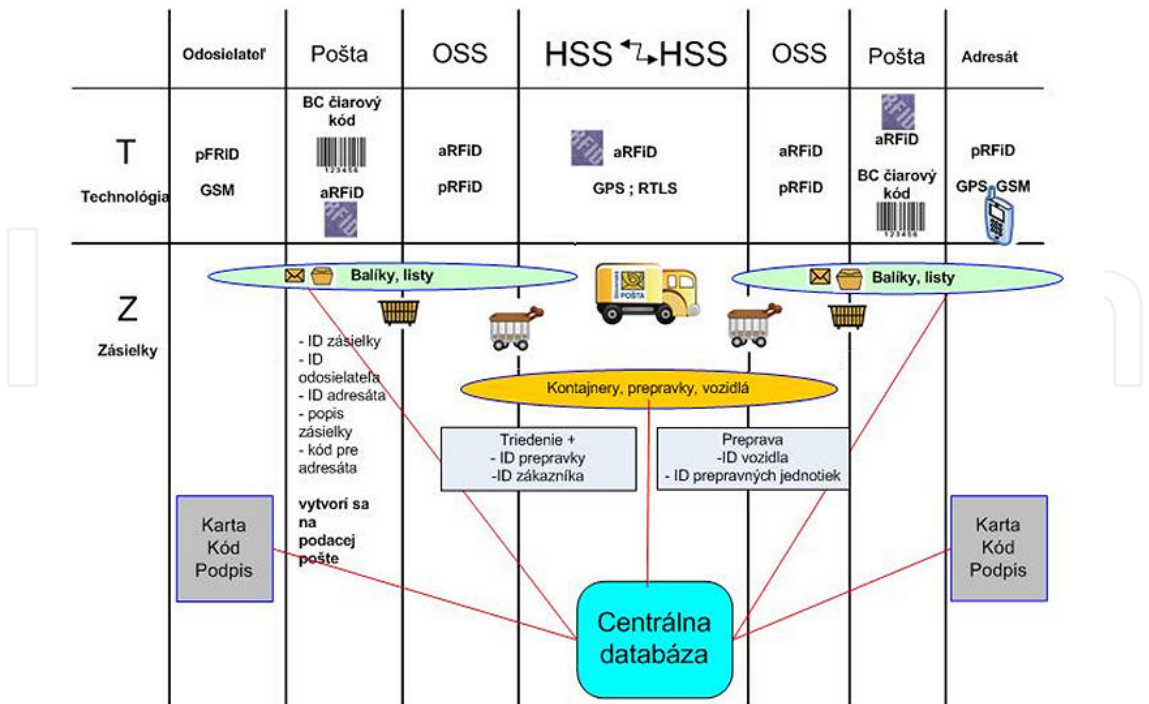 Odosielateľ
Pošta
OSS
HSS HSS
OSS
Pošta
Adresát
T
Technológia
pFRID
GSM
BC čiarový
kód
123456
aRFiD
RFID
aRFiD
pRFiD
RFID
aRFiD
GPS ; RTLS
aRFiD
pRFiD
RFID
aRFiD
BC čiarový
kód
123456
pRFiD
GPS GSM
Z
Zásielky
Balíky, listy
POŠTA
Balíky, listy
- ID zásielky
- ID
odosielateľa
- ID adresáta
- popis
zásielky
- kód pre
adresáta
vytvorí sa
na
podacej
pošte
Kontajnery, prepravky, vozidlá
Triedenie +
- ID prepravky
-ID zákazníka
Preprava
-ID vozidla
- ID prepravných jednotiek
Karta
Kód
Podpis
Karta
Kód
Podpis
Centrálna
databáza